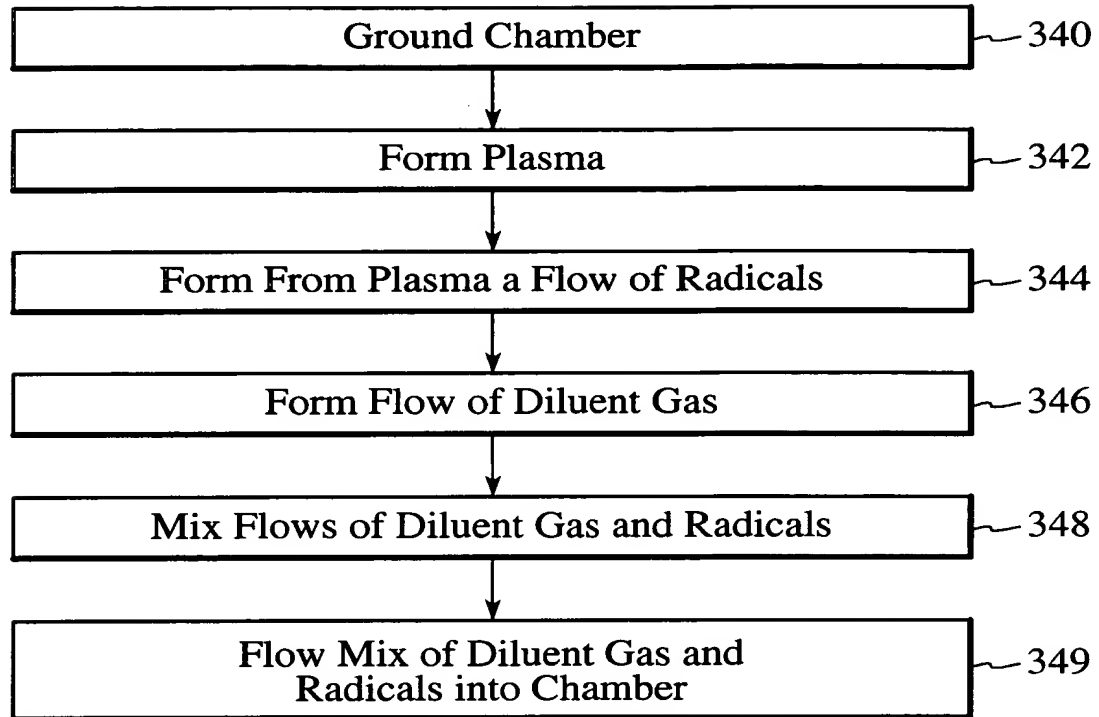 Ground Chamber 340
Form Plasma 342
Form From Plasma a Flow of Radicals 344
Form Flow of Diluent Gas 346
Mix Flows of Diluent Gas and Radicals 348
Flow Mix of Diluent Gas and
Radicals into Chamber 349